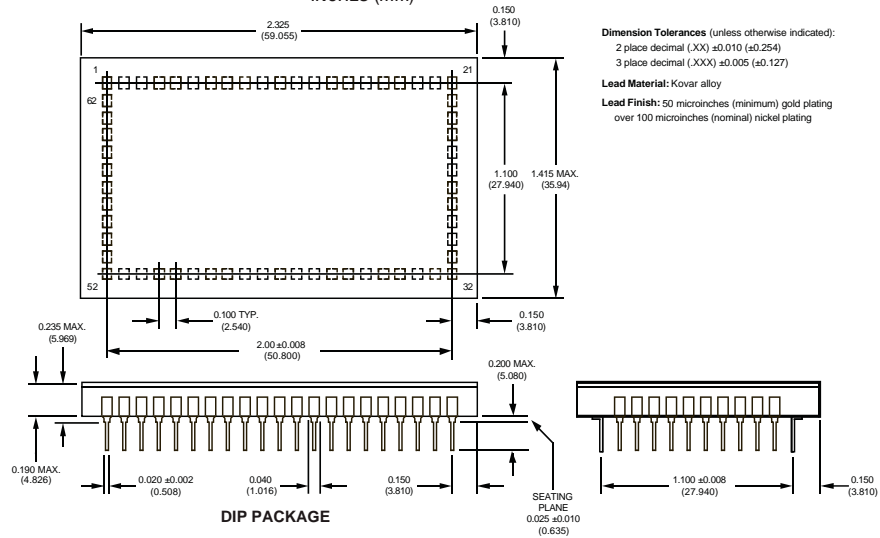 INCHES (mm)
2.325
(59.055)
0.150
(3.810)
Dimension Tolerances (unless otherwise indicated):
2 place decimal (.XX) ±0.010 (±0.254)
3 place decimal (.XXX) ±0.005 (±0.127)
Lead Material: Kovar alloy
Lead Finish: 50 microinches (minimum) gold plating
over 100 microinches (nominal) nickel plating
1
21
62
1.100
(27.940)
1.415 MAX.
(35.94)
52
32
0.100 TYP.
(2.540)
0.150
(3.810)
0.235 MAX.
(5.969)
2.00 ±0.008
(50.800)
0.200 MAX.
(5.080)
0.190 MAX.
(4.826)
0.020 ±0.002
(0.508)
0.040
(1.016)
0.150
(3.810)
SEATING
PLANE
0.025 ±0.010
(0.635)
1.100 ±0.008
(27.940)
0.150
(3.810)
DIP PACKAGE